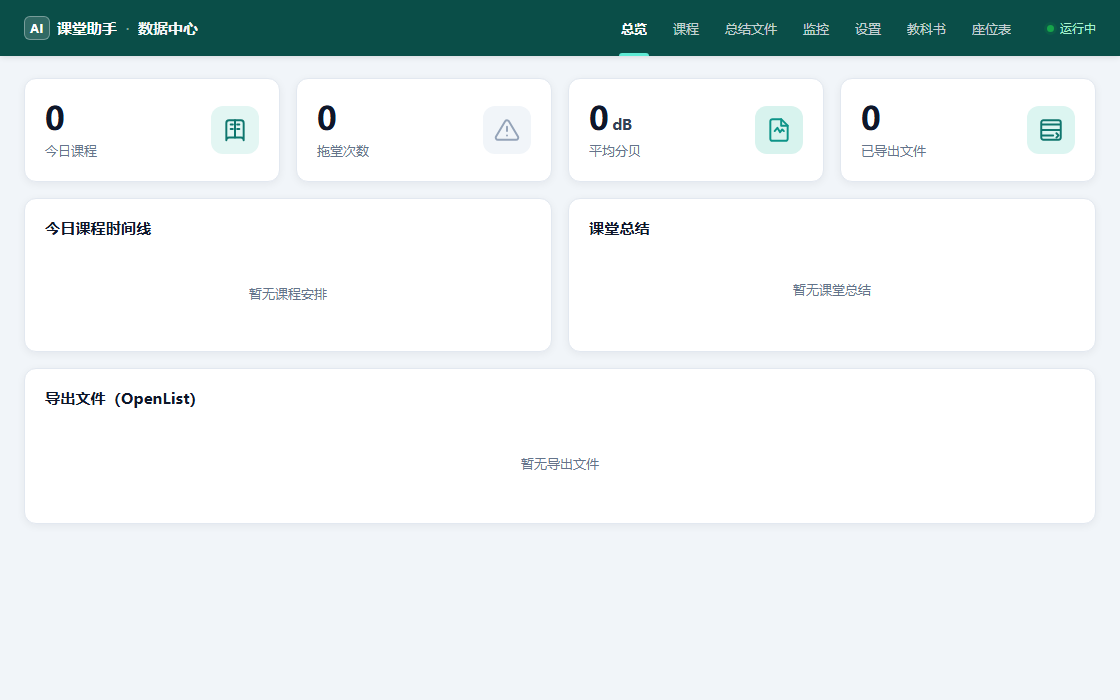 AI 课堂助手 · 数据中心 总览 课程 总结文件 监控 设置 教科书 座位表 运行中
0
今日课程
0
拖堂次数
0 dB
平均分贝
0
已导出文件
今日课程时间线
暂无课程安排
课堂总结
暂无课堂总结
导出文件（OpenList）
暂无导出文件